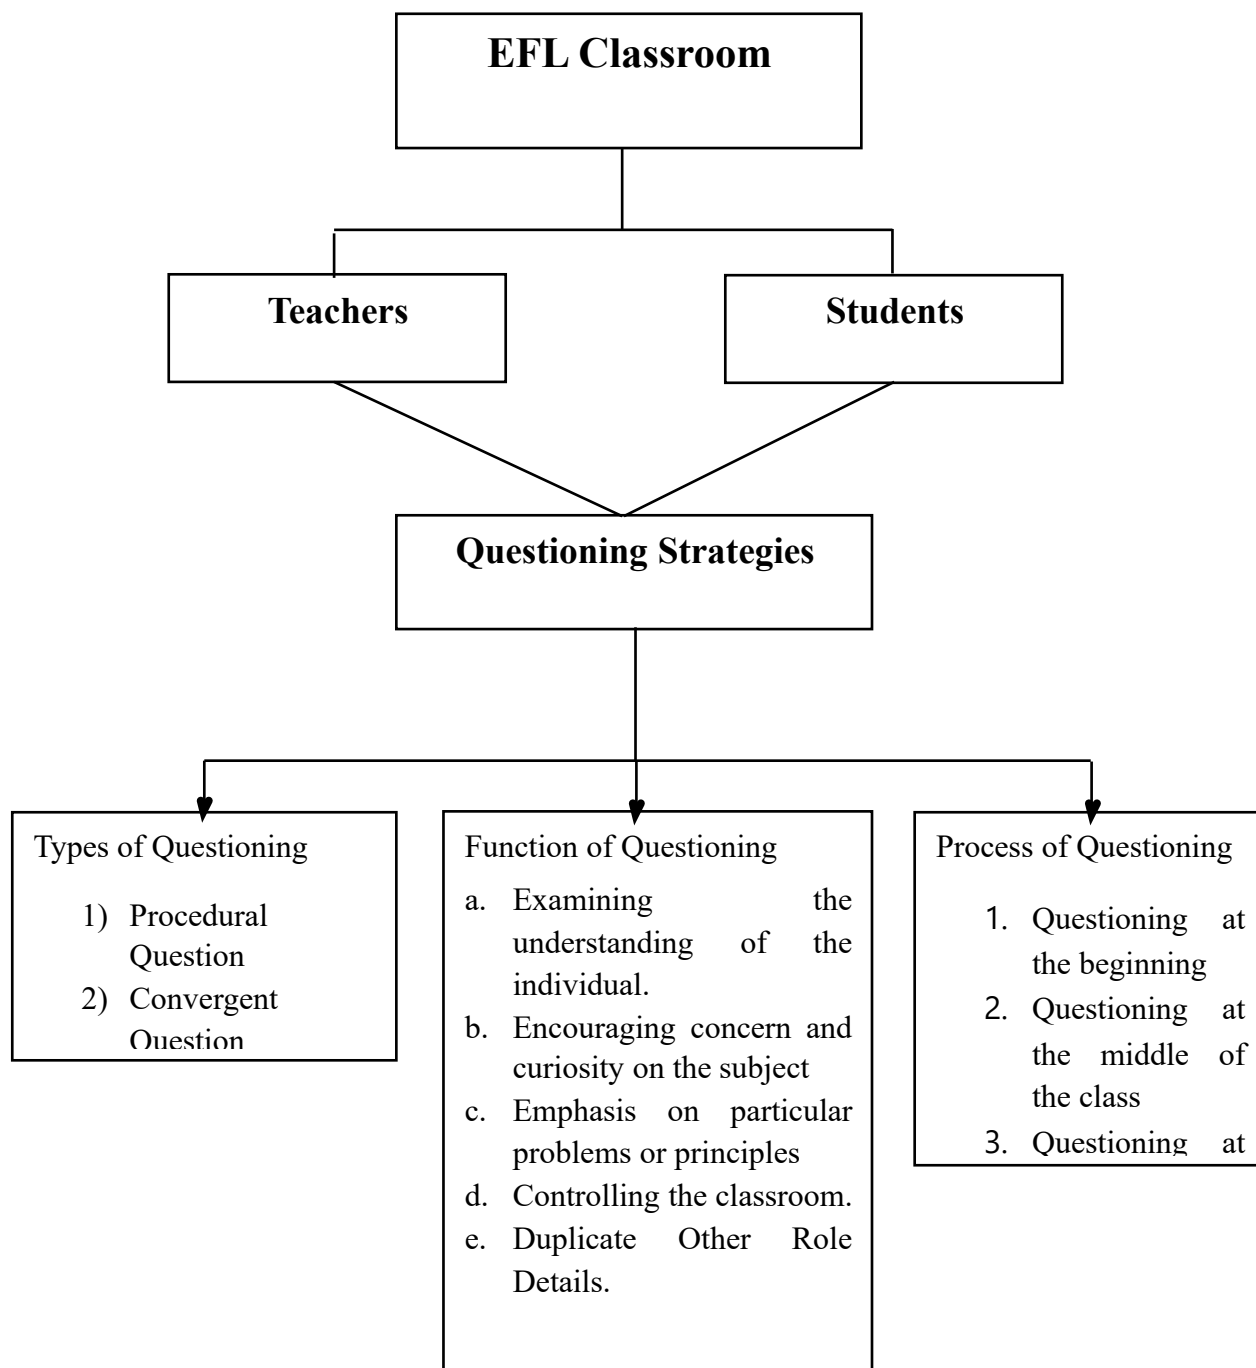 EFL Classroom
Teachers
Students
Questioning Strategies
Types of Questioning
1) Procedural
Question
2) Convergent
Question
Function of Questioning
a. Examining the
understanding of the
individual.
b. Encouraging concern and
curiosity on the subject
c. Emphasis on particular
problems or principles
d. Controlling the classroom.
e. Duplicate Other Role
Details.
Process of Questioning
1. Questioning at
the beginning
2. Questioning at
the middle of
the class
3. Questioning at